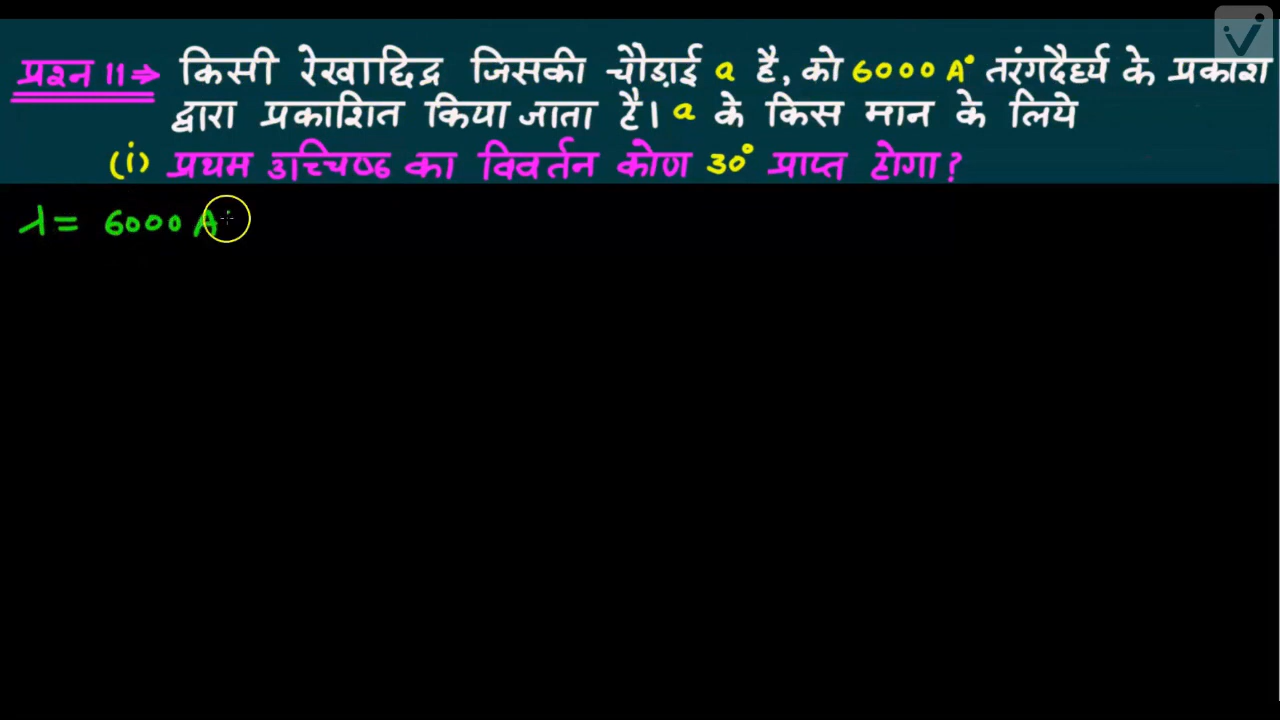 प्रश्न 11⇒ किसी रेखाछिद्र जिसकी चौड़ाई a है, को 6000 A° तरंगदैर्ध्य के प्रकाश
द्वारा प्रकाशित किया जाता है। a के किस मान के लिये
(i) प्रथम उच्चिष्ठ का विवर्तन कोण 30° प्राप्त होगा?
λ = 6000 A°